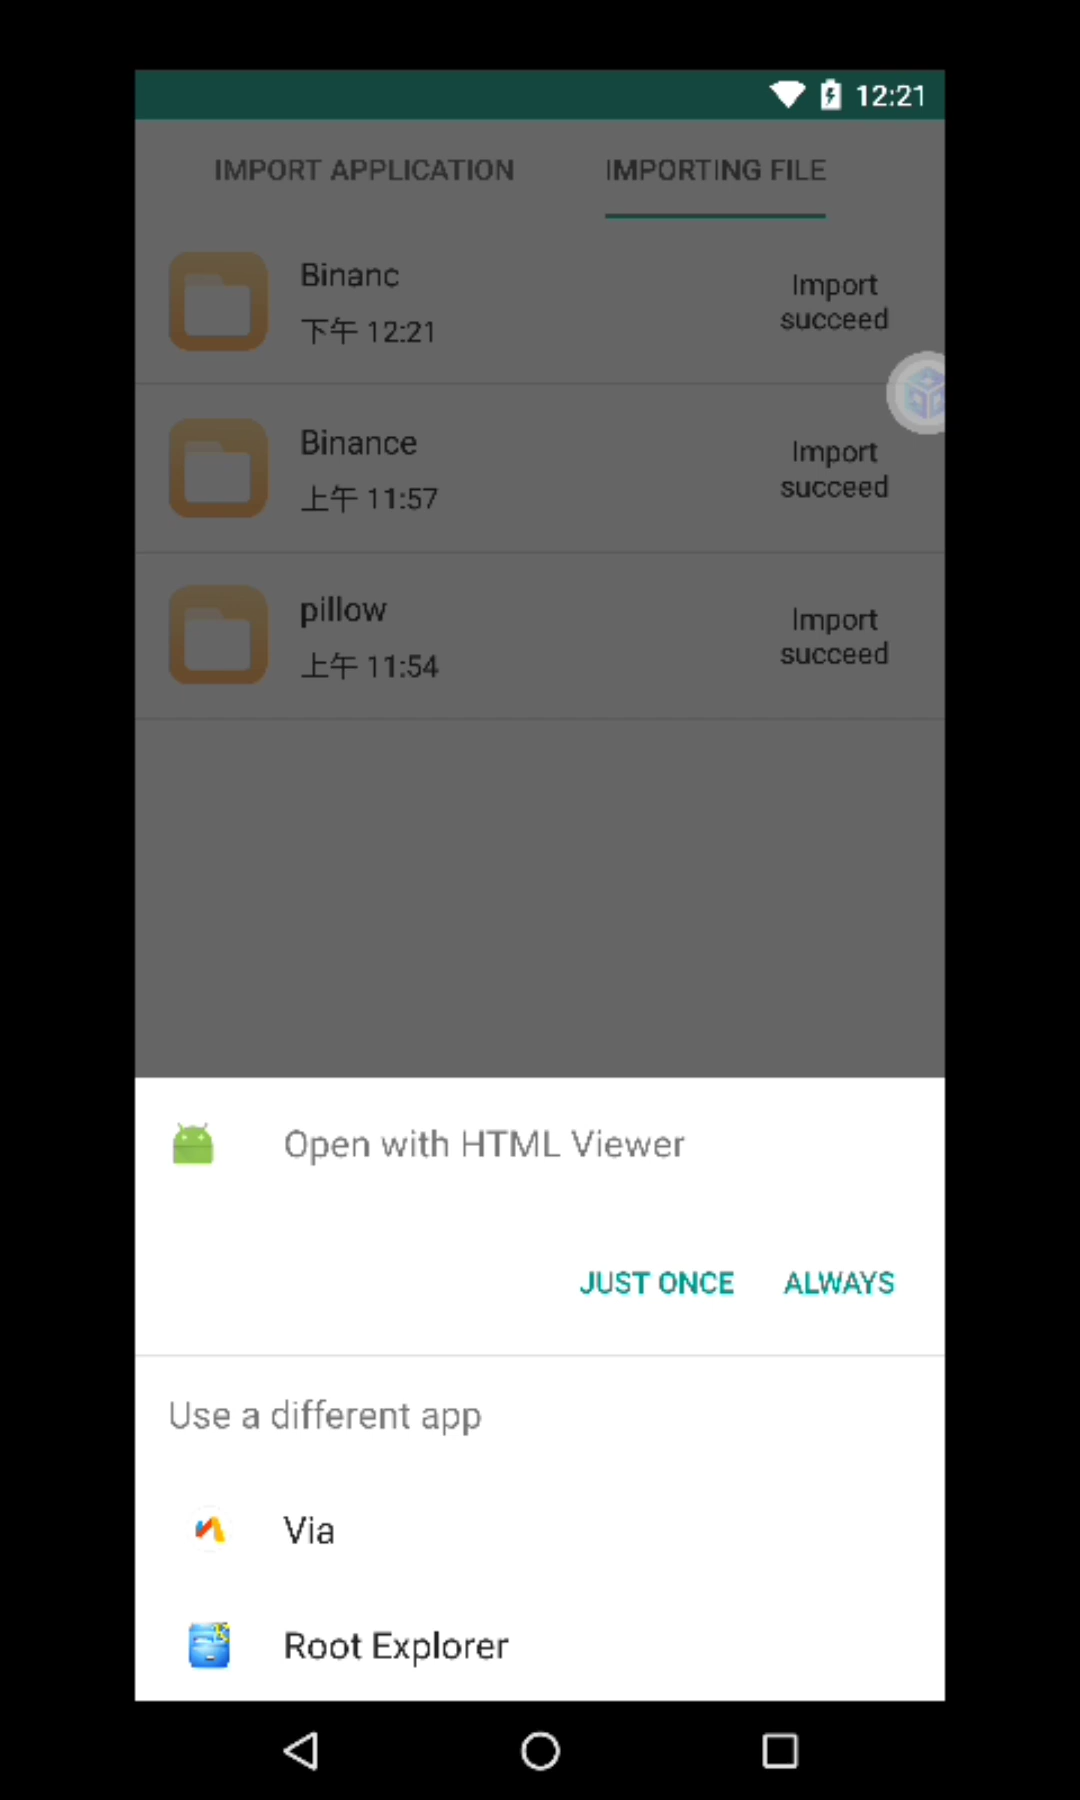 12:21
IMPORT APPLICATION
IMPORTING FILE
Binanc
下午 12:21
Import
succeed
Binance
上午 11:57
Import
succeed
pillow
上午 11:54
Import
succeed
Open with HTML Viewer
JUST ONCE
ALWAYS
Use a different app
Via
Root Explorer